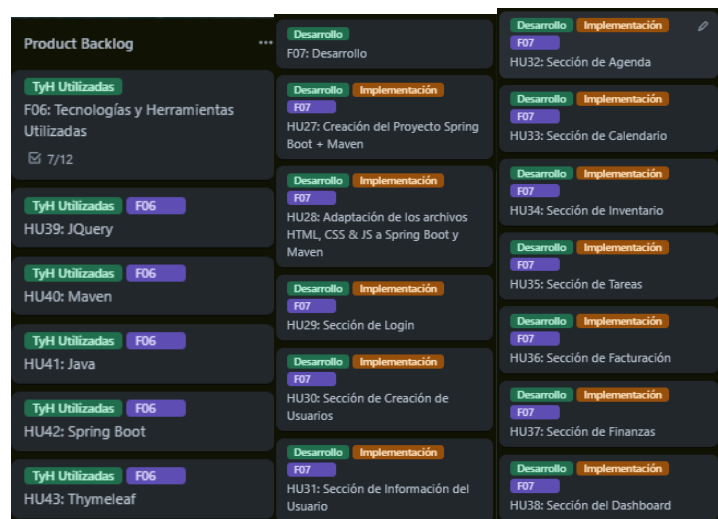 Product Backlog
TyH Utilizadas
F06: Tecnologías y Herramientas
Utilizadas
7/12
TyH Utilizadas F06
HU39: JQuery
TyH Utilizadas F06
HU40: Maven
TyH Utilizadas F06
HU41: Java
TyH Utilizadas F06
HU42: Spring Boot
TyH Utilizadas F06
HU43: Thymeleaf
Desarrollo
F07: Desarrollo
Desarrollo Implementación
F07
HU27: Creación del Proyecto Spring
Boot + Maven
Desarrollo Implementación
F07
HU28: Adaptación de los archivos
HTML, CSS & JS a Spring Boot y
Maven
Desarrollo Implementación
F07
HU29: Sección de Login
Desarrollo Implementación
F07
HU30: Sección de Creación de
Usuarios
Desarrollo Implementación
F07
HU31: Sección de Información del
Usuario
Desarrollo Implementación
F07
HU32: Sección de Agenda
Desarrollo Implementación
F07
HU33: Sección de Calendario
Desarrollo Implementación
F07
HU34: Sección de Inventario
Desarrollo Implementación
F07
HU35: Sección de Tareas
Desarrollo Implementación
F07
HU36: Sección de Facturación
Desarrollo Implementación
F07
HU37: Sección de Finanzas
Desarrollo Implementación
F07
HU38: Sección del Dashboard